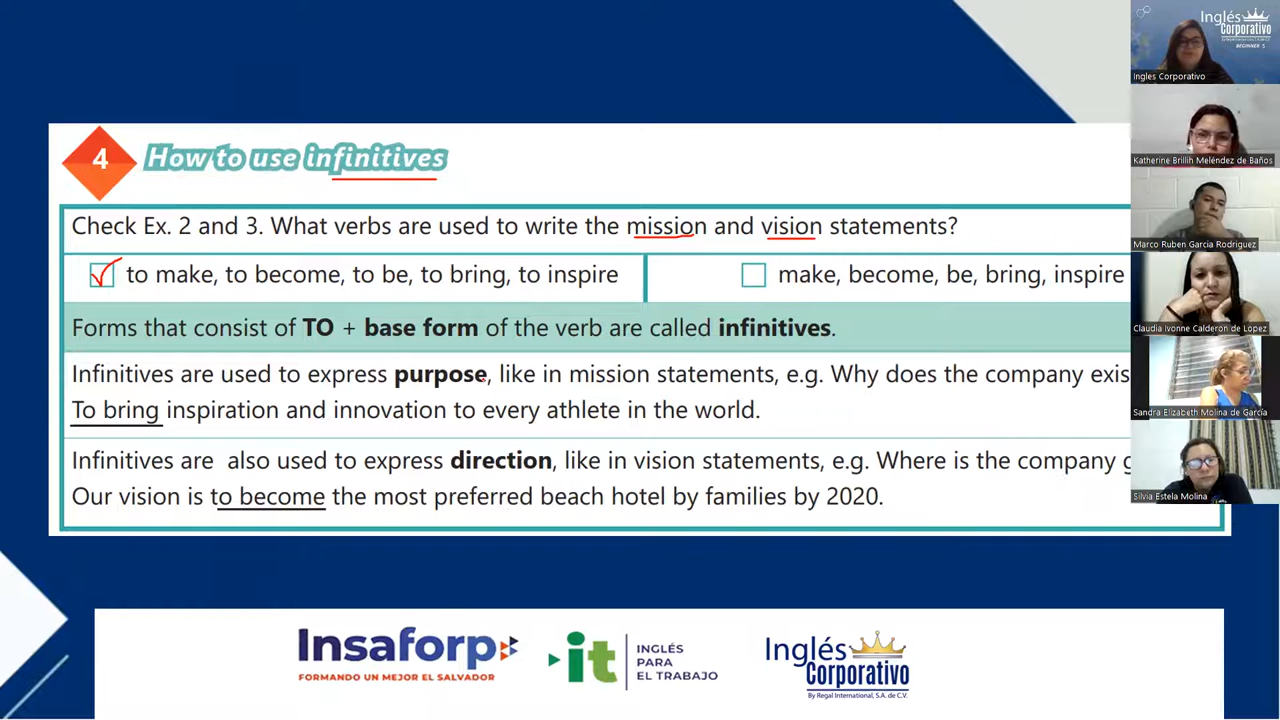 4 How to use infinitives
Check Ex. 2 and 3. What verbs are used to write the mission and vision statements?
to make, to become, to be, to bring, to inspire
make, become, be, bring, inspire
Forms that consist of TO + base form of the verb are called infinitives.
Infinitives are used to express purpose, like in mission statements, e.g. Why does the company exis
To bring inspiration and innovation to every athlete in the world.
Infinitives are also used to express direction, like in vision statements, e.g. Where is the company g
Our vision is to become the most preferred beach hotel by families by 2020.
Insaforp
FORMANDO UN MEJOR EL SALVADOR
it
INGLÉS
PARA
EL TRABAJO
Inglés
Corporativo
By Regal International, S.A. de C.V.
Inglés
Corporativo
BEGINNER 5
Ingles Corporativo
Katherine Brillih Meléndez de Baños
Marco Ruben Garcia Rodriguez
Claudia Ivonne Calderon de Lopez
Sandra Elizabeth Molina de García
Silvia Estela Molina